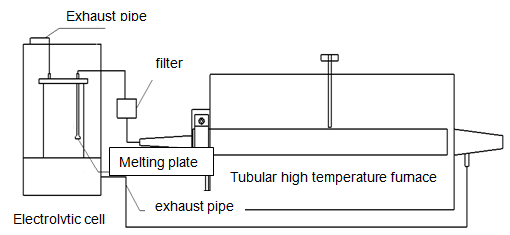 Exhaust pipe
filter
Melting plate
Tubular high temperature furnace
exhaust pipe
Electrolytic cell